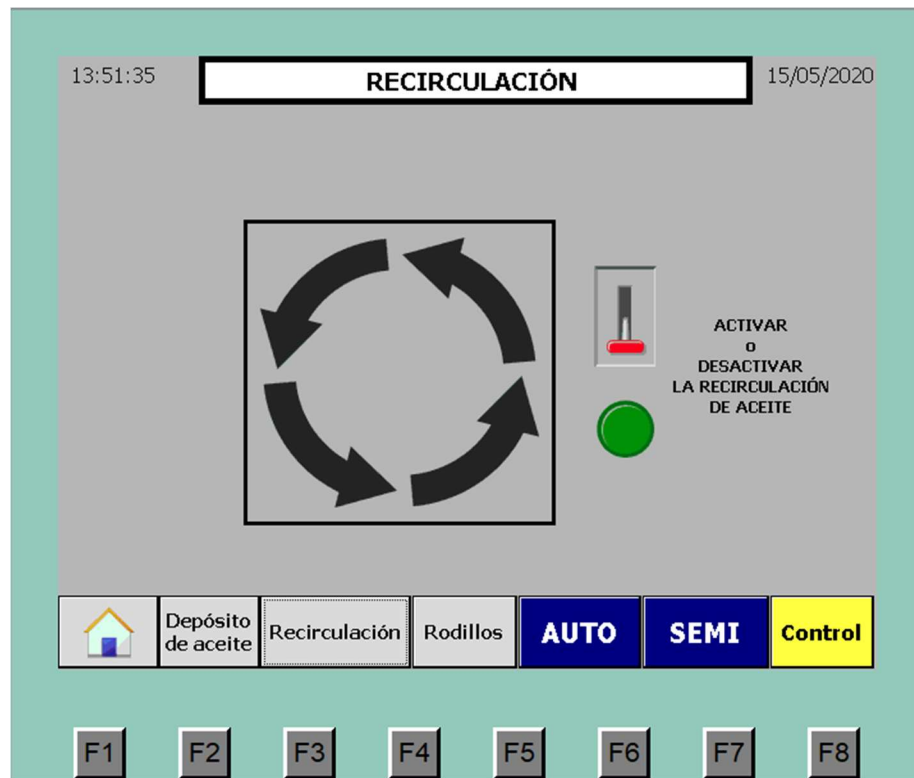 13:51:35
RECIRCULACIÓN
15/05/2020
ACTIVAR
o
DESACTIVAR
LA RECIRCULACIÓN
DE ACEITE
Depósito
de aceite
Recirculación
Rodillos
AUTO
SEMI
Control
F1
F2
F3
F4
F5
F6
F7
F8